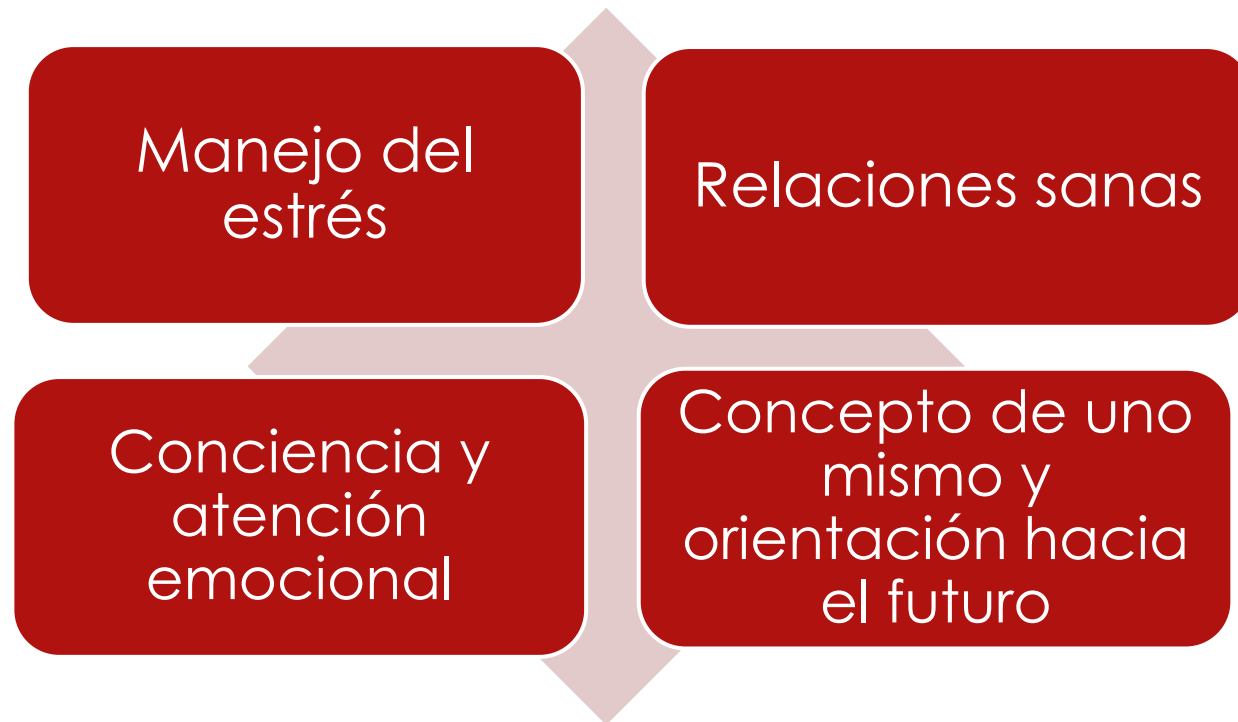 Manejo del
estrés
Relaciones sanas
Conciencia y
atención
emocional
Concepto de uno
mismo y
orientación hacia
el futuro